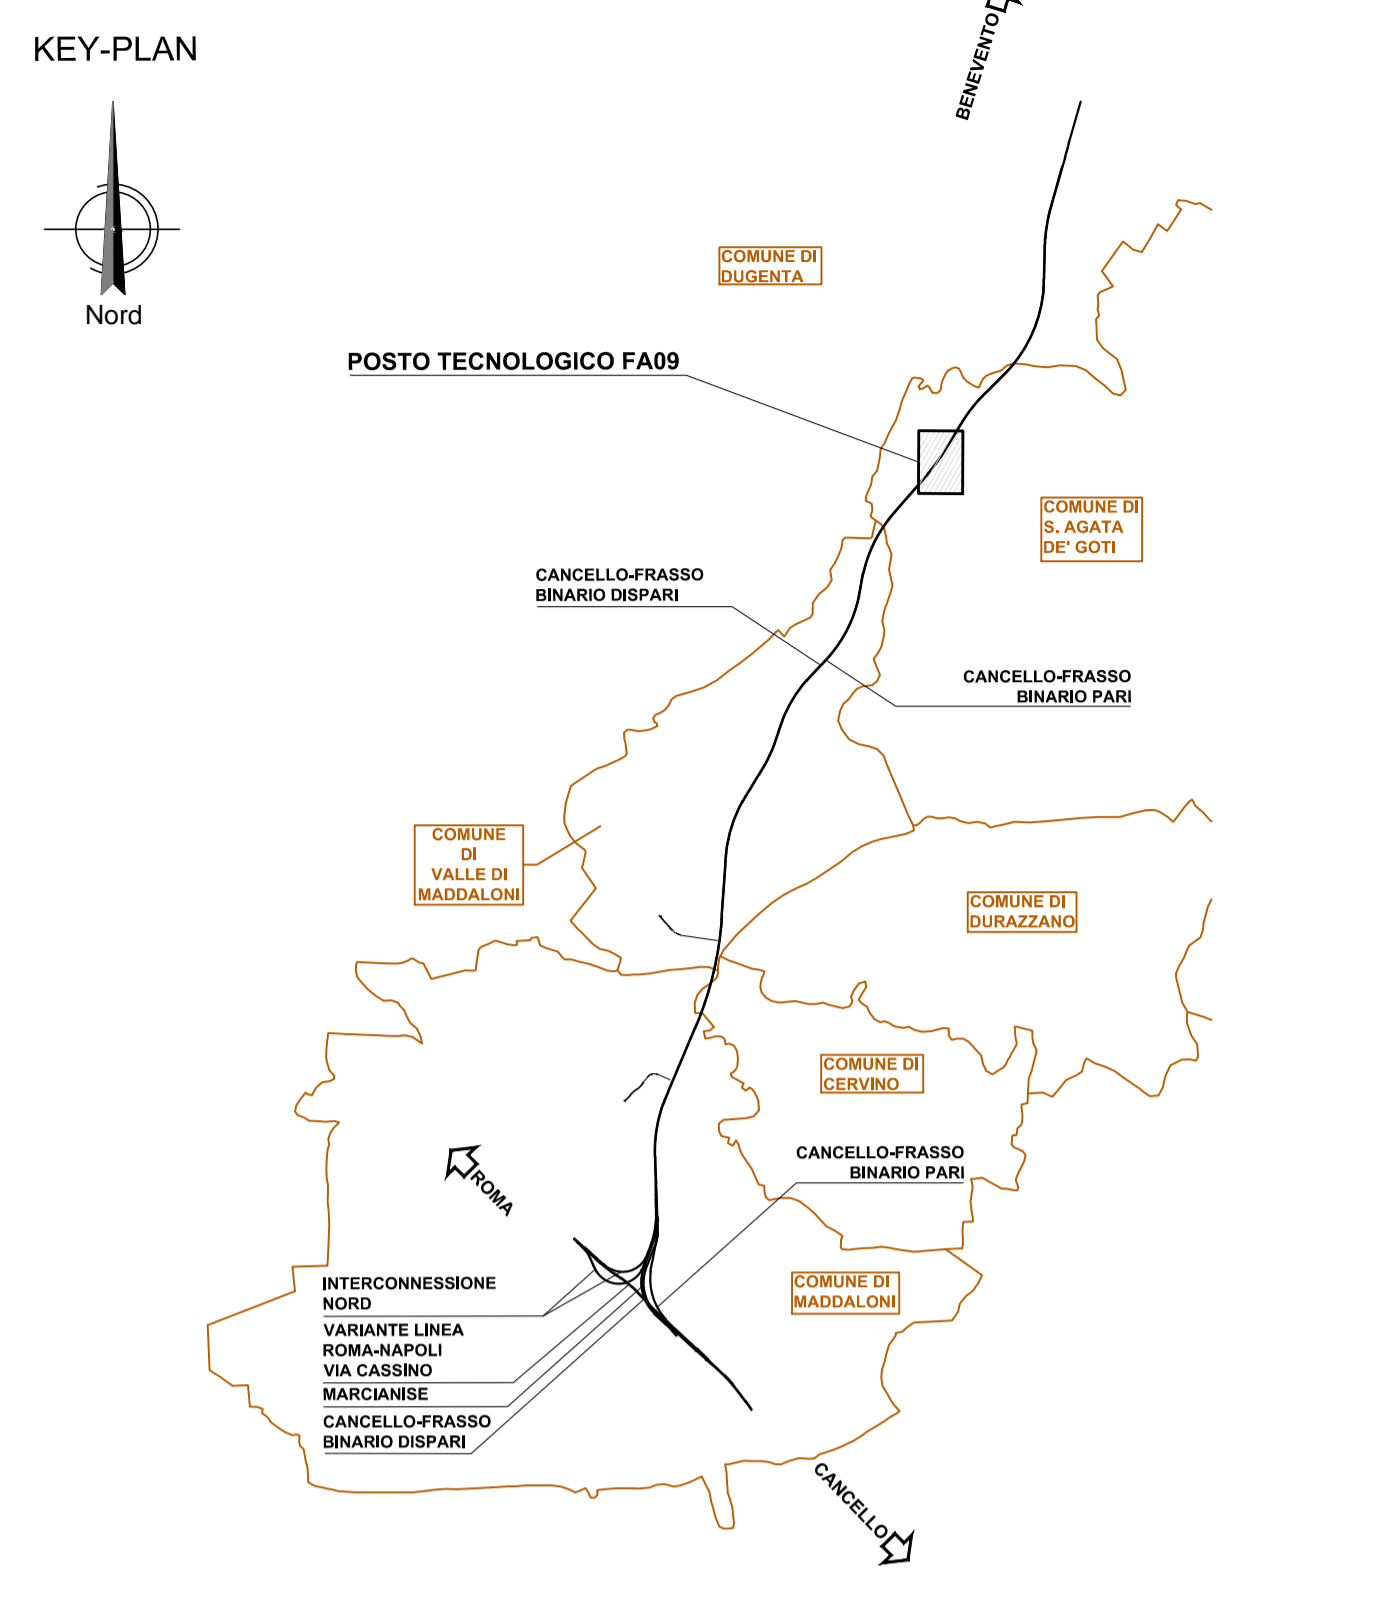 KEY-PLAN
BENEVENTO
Nord
COMUNE DI
DUGENTA
POSTO TECNOLOGICO FA09
COMUNE DI
S. AGATA
DE' GOTI
CANCELLO-FRASSO
BINARIO DISPARI
CANCELLO-FRASSO
BINARIO PARI
COMUNE
DI
VALLE DI
MADDALONI
COMUNE DI
DURAZZANO
COMUNE DI
CERVINO
CANCELLO-FRASSO
BINARIO PARI
ROMA
INTERCONNESSIONE
NORD
COMUNE DI
MADDALONI
VARIANTE LINEA
ROMA-NAPOLI
VIA CASSINO
MARCIANISE
CANCELLO-FRASSO
BINARIO DISPARI
CANCELLO